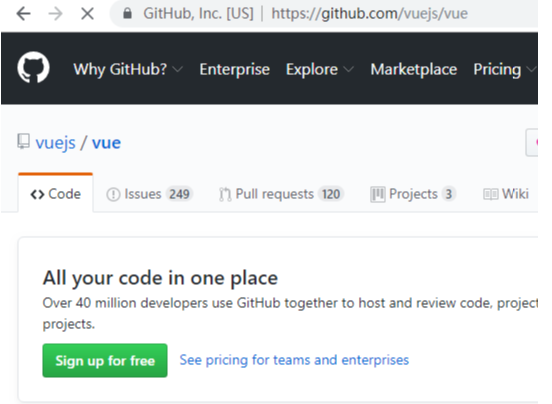 GitHub, Inc. [US] | https://github.com/vuejs/vue
Why GitHub? Enterprise Explore Marketplace Pricing
vuejs / vue
Code Issues 249 Pull requests 120 Projects 3 Wiki
All your code in one place
Over 40 million developers use GitHub together to host and review code, project
projects.
Sign up for free See pricing for teams and enterprises